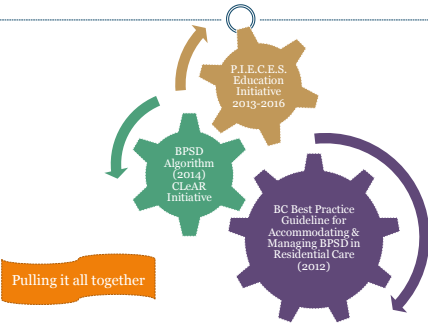 P.I.E.C.E.S.
Education
Initiative
2013-2016
BPSD
Algorithm
(2014)
CLeAR
Initiative
BC Best Practice
Guideline for
Accommodating &
Managing BPSD in
Residential Care
(2012)
Pulling it all together